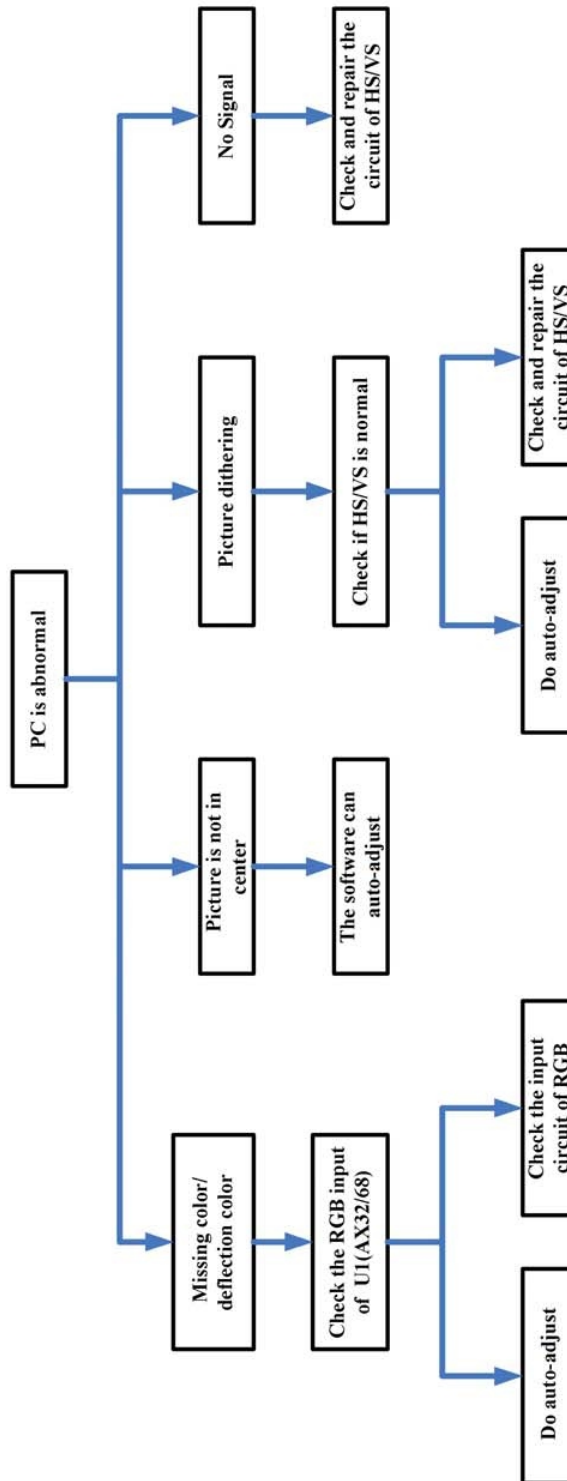 PC is abnormal
Missing color/
deflection color
Picture is not in
center
Picture dithering
No Signal
Check the RGB input
of U1(AX32/68)
The software can
auto-adjust
Check if HS/VS is normal
Check and repair the
circuit of HS/VS
Do auto-adjust
Check the input
circuit of RGB
Do auto-adjust
Check and repair the
circuit of HS/VS